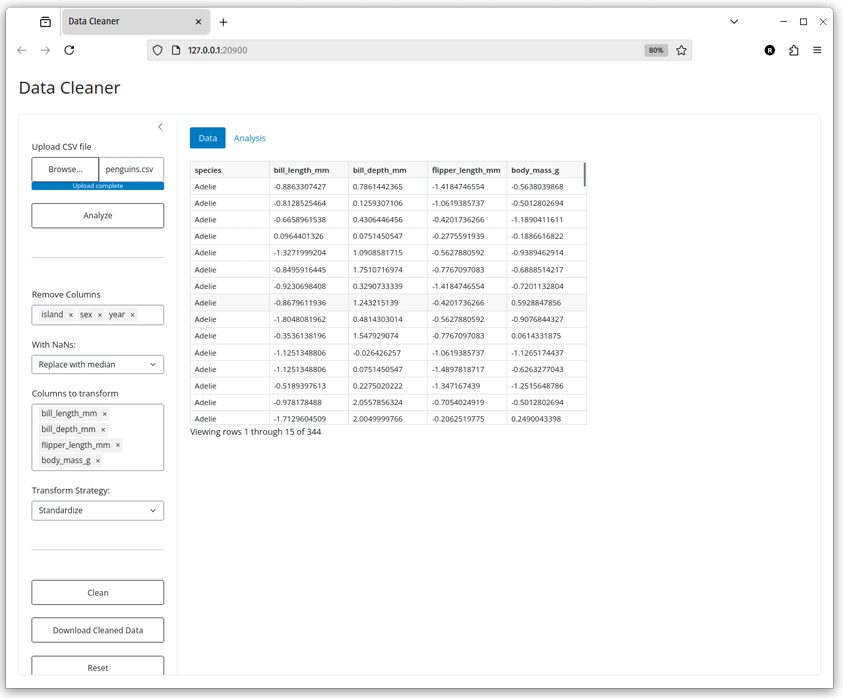 Data Cleaner
127.0.0.1:20900 80% R
Data Cleaner
Upload CSV file
Browse... penguins.csv
Upload complete
Analyze
Remove Columns
island × sex × year ×
With NaNs:
Replace with median
Columns to transform
bill_length_mm ×
bill_depth_mm ×
flipper_length_mm ×
body_mass_g ×
Transform Strategy:
Standardize
Clean
Download Cleaned Data
Reset
Data Analysis
species bill_length_mm bill_depth_mm flipper_length_mm body_mass_g
Adelie -0.8863307427 0.7861442365 -1.4184746554 -0.5638039868
Adelie -0.8128525464 0.1259307106 -1.0619385737 -0.5012802694
Adelie -0.6658961538 0.4306446456 -0.4201736266 -1.1890411611
Adelie 0.0964401326 0.0751450547 -0.2775591939 -0.1886616822
Adelie -1.3271999204 1.0908581715 -0.5627880592 -0.9389462914
Adelie -0.8495916445 1.7510716974 -0.7767097083 -0.6888514217
Adelie -0.9230698408 0.3290733339 -1.4184746554 -0.7201132804
Adelie -0.8679611936 1.243215139 -0.4201736266 0.5928847856
Adelie -1.8048081962 0.4814303014 -0.5627880592 -0.9076844327
Adelie -0.3536138196 1.547929074 -0.7767097083 0.0614331875
Adelie -1.1251348806 -0.026426257 -1.0619385737 -1.1265174437
Adelie -1.1251348806 0.0751450547 -1.4897818717 -0.6263277043
Adelie -0.5189397613 0.2275020222 -1.347167439 -1.2515648786
Adelie -0.978178488 2.0557856324 -0.7054024919 -0.5012802694
Adelie -1.7129604509 2.0049999766 -0.2062519775 0.2490043398
Viewing rows 1 through 15 of 344